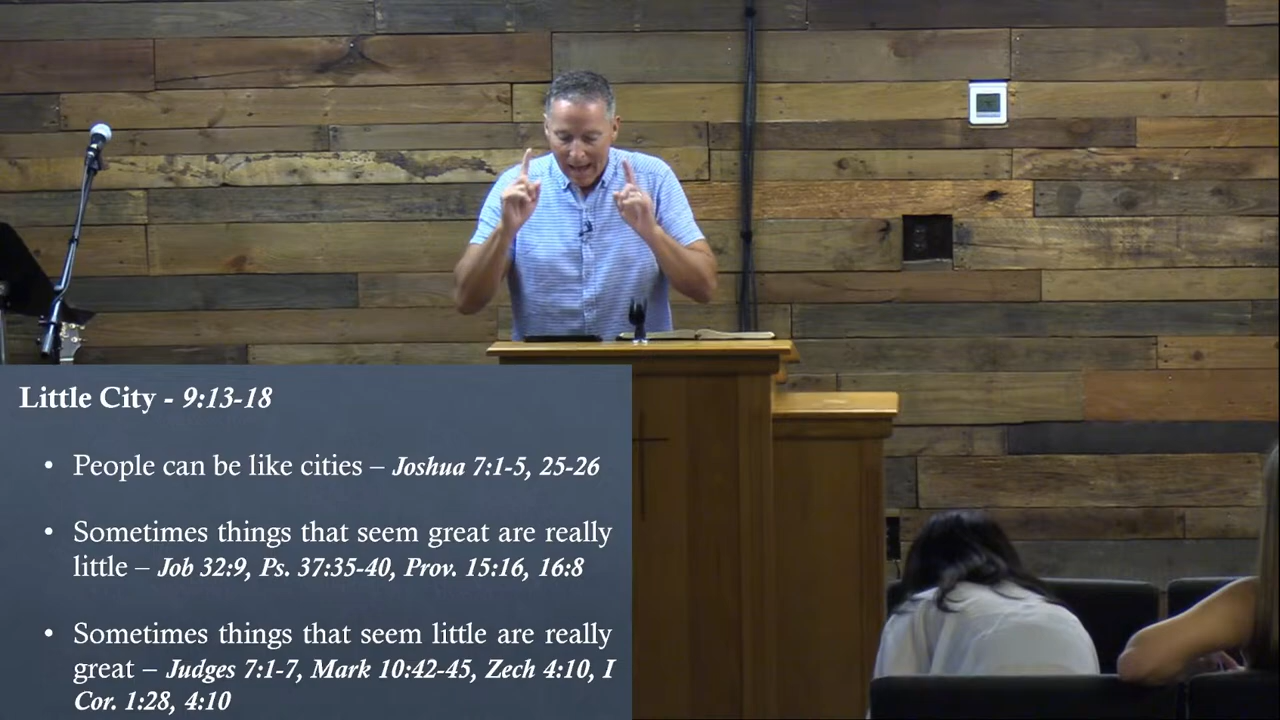 Little City - 9:13-18
• People can be like cities – Joshua 7:1-5, 25-26
• Sometimes things that seem great are really
little – Job 32:9, Ps. 37:35-40, Prov. 15:16, 16:8
• Sometimes things that seem little are really
great – Judges 7:1-7, Mark 10:42-45, Zech 4:10, I
Cor. 1:28, 4:10